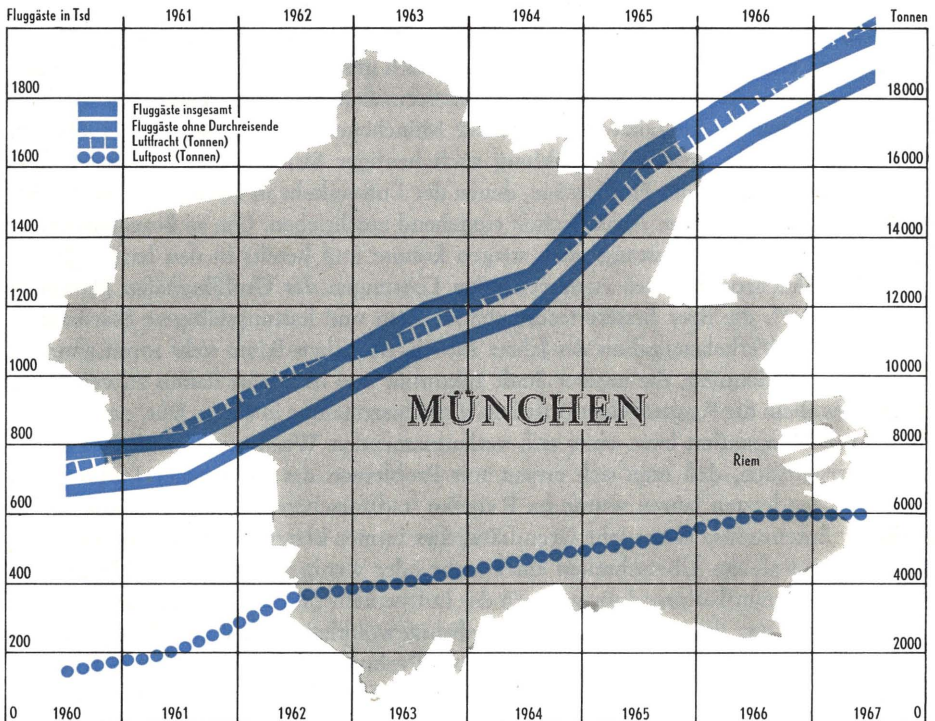 Fluggäste in Tsd 1961 1962 1963 1964 1965 1966 Tonnen
1800 18000
Fluggäste insgesamt
Fluggäste ohne Durchreisende
Luftfracht (Tonnen)
Luftpost (Tonnen)
1600 16000
1400
1200 12000
1000 10000
MÜNCHEN
800 8000
Riem
600 6000
400 4000
200 2000
0 1960 1961 1962 1963 1964 1965 1966 1967 0